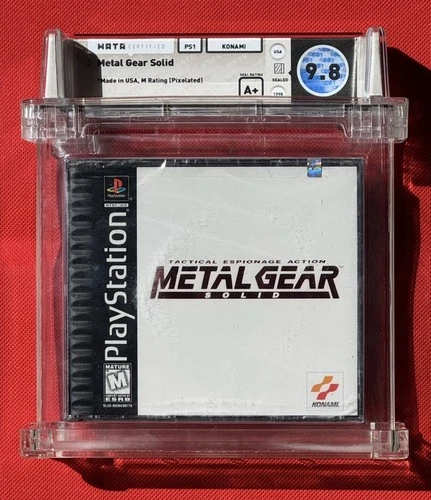 WATA CERTIFIED
PS1
KONAMI
Metal Gear Solid
*Made in USA, M Rating [Pixelated]
SEAL RATING
A+
USA
SEALED
1998
9.8
PlayStation
TACTICAL ESPIONAGE ACTION
METAL GEAR
SOLID
PlayStation
MATURE
M
ESRB
KONAMI